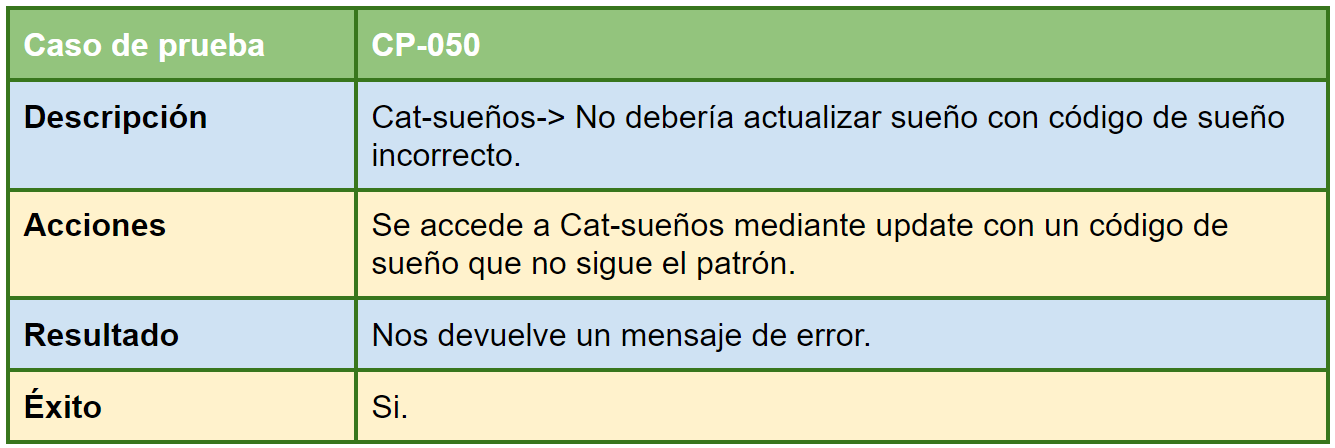 Caso de prueba CP-050
Descripción Cat-sueños-> No debería actualizar sueño con código de sueño
incorrecto.
Acciones Se accede a Cat-sueños mediante update con un código de
sueño que no sigue el patrón.
Resultado Nos devuelve un mensaje de error.
Éxito Si.